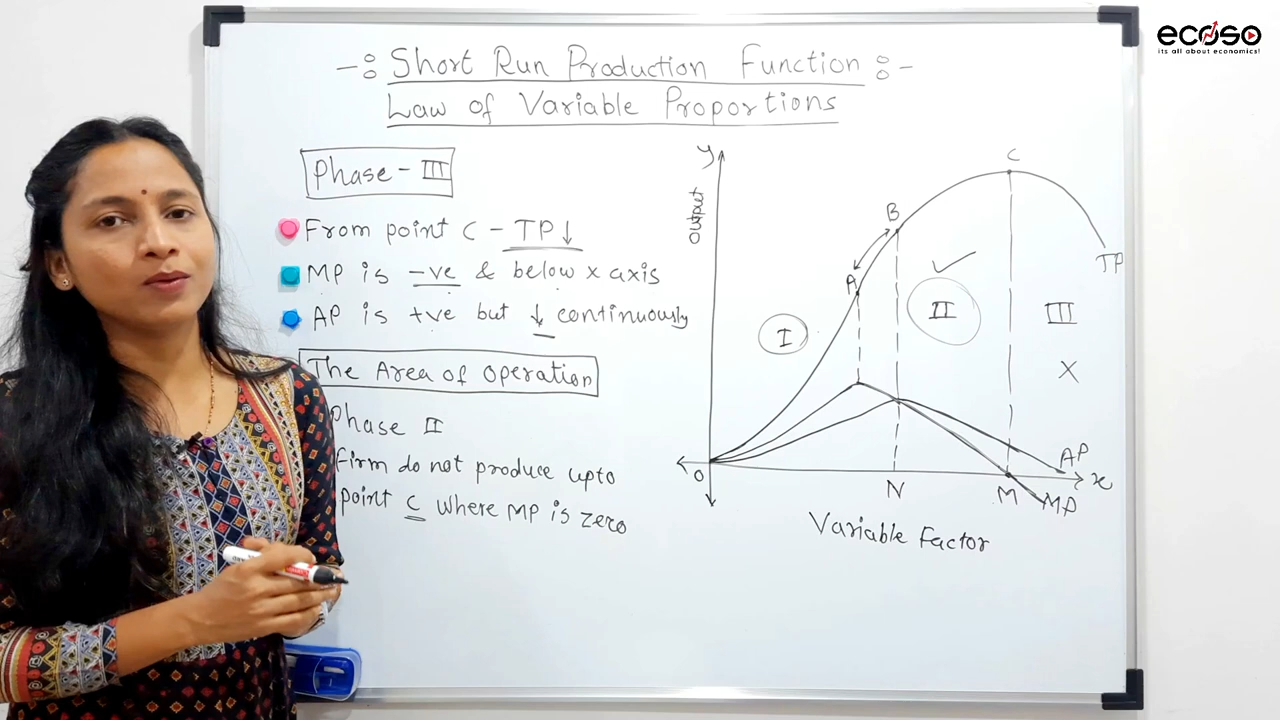 ecoso
its all about economics!
Short Run Production Function
Law of Variable Proportions
Phase - III
From point C - TP↓
MP is -ve & below x axis
AP is +ve but ↓ continuously
The Area of Operation
Phase II
Firm do not produce upto
point C where MP is zero
y
Output
C
B
A
TP
I
II
III
X
AP
O
N
M
MP
x
Variable Factor